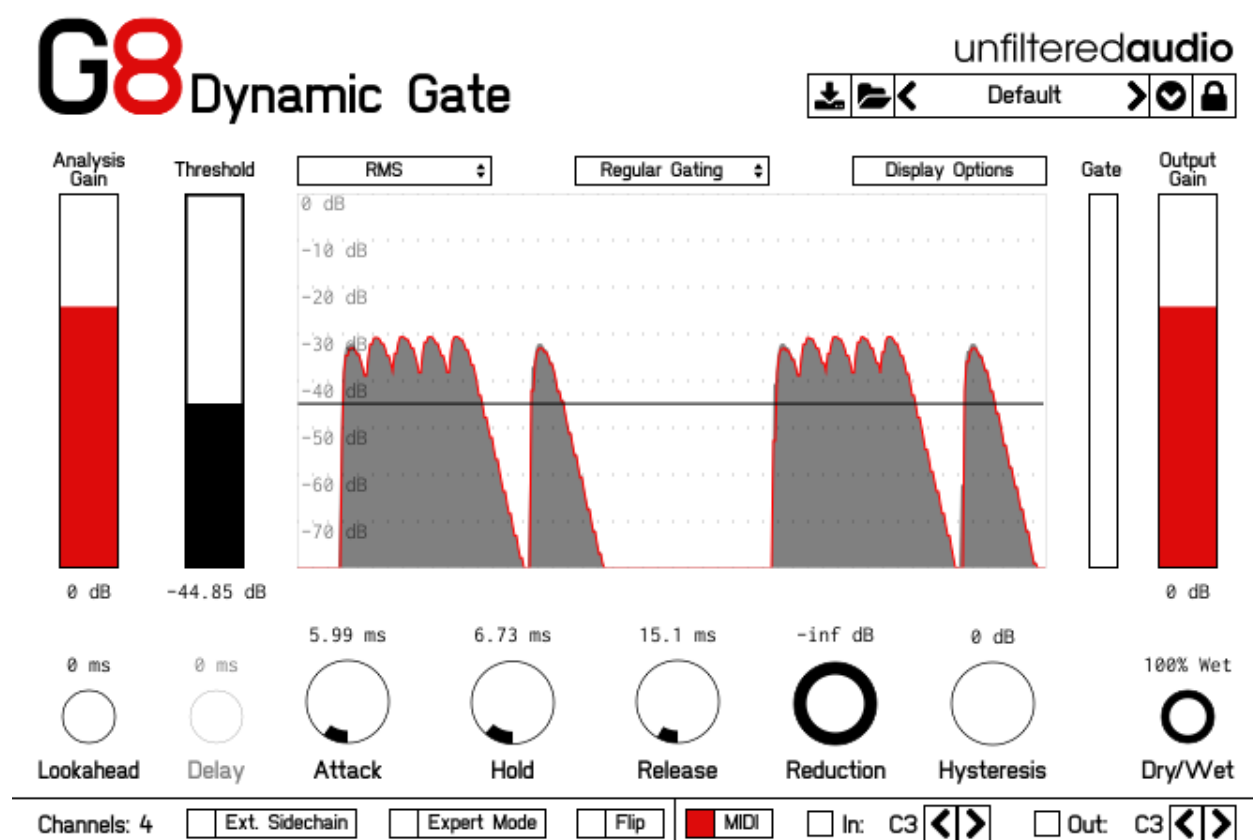 G8 Dynamic Gate
unfilteredaudio
Default
Analysis Gain
Threshold
RMS
Regular Gating
Display Options
Gate
Output Gain
0 dB
-10 dB
-20 dB
-30 dB
-40 dB
-50 dB
-60 dB
-70 dB
0 dB
-44.85 dB
0 dB
5.99 ms
6.73 ms
15.1 ms
-inf dB
0 dB
0 ms
0 ms
100% Wet
Lookahead
Delay
Attack
Hold
Release
Reduction
Hysteresis
Dry/Wet
Channels: 4
Ext. Sidechain
Expert Mode
Flip
MIDI
In: C3
Out: C3